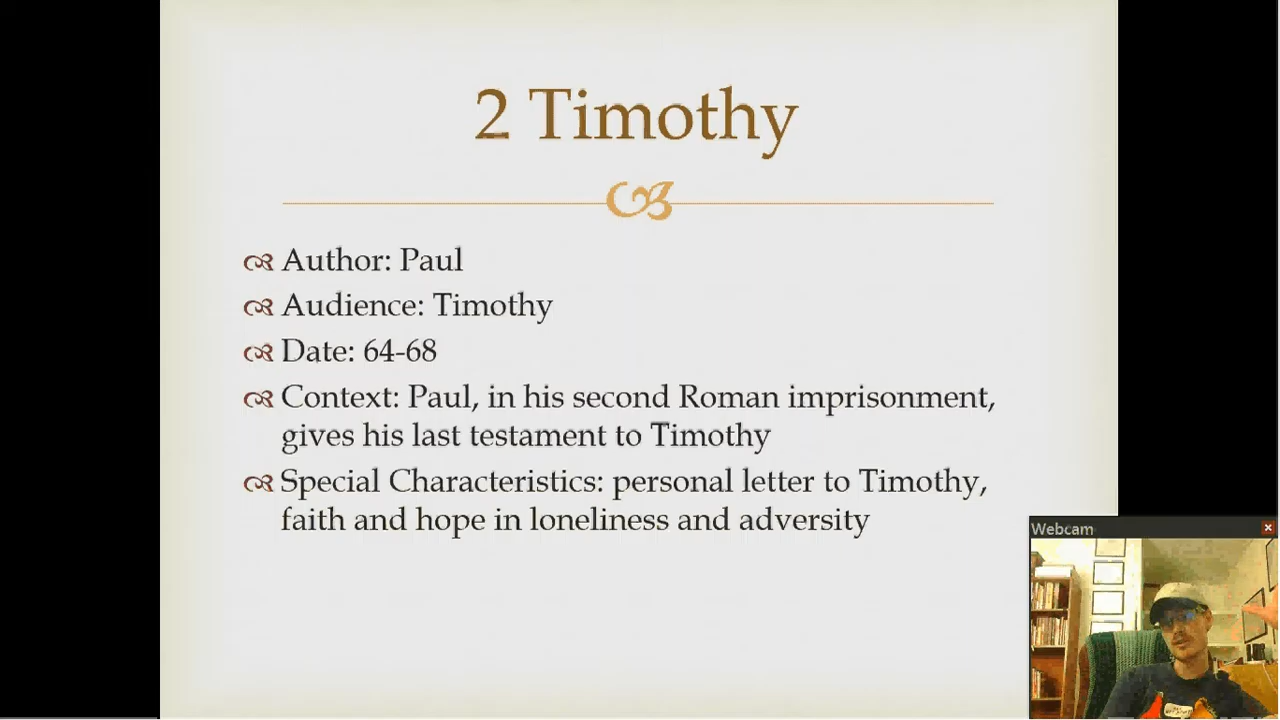 2 Timothy
Author: Paul
Audience: Timothy
Date: 64-68
Context: Paul, in his second Roman imprisonment,
gives his last testament to Timothy
Special Characteristics: personal letter to Timothy,
faith and hope in loneliness and adversity
Webcam